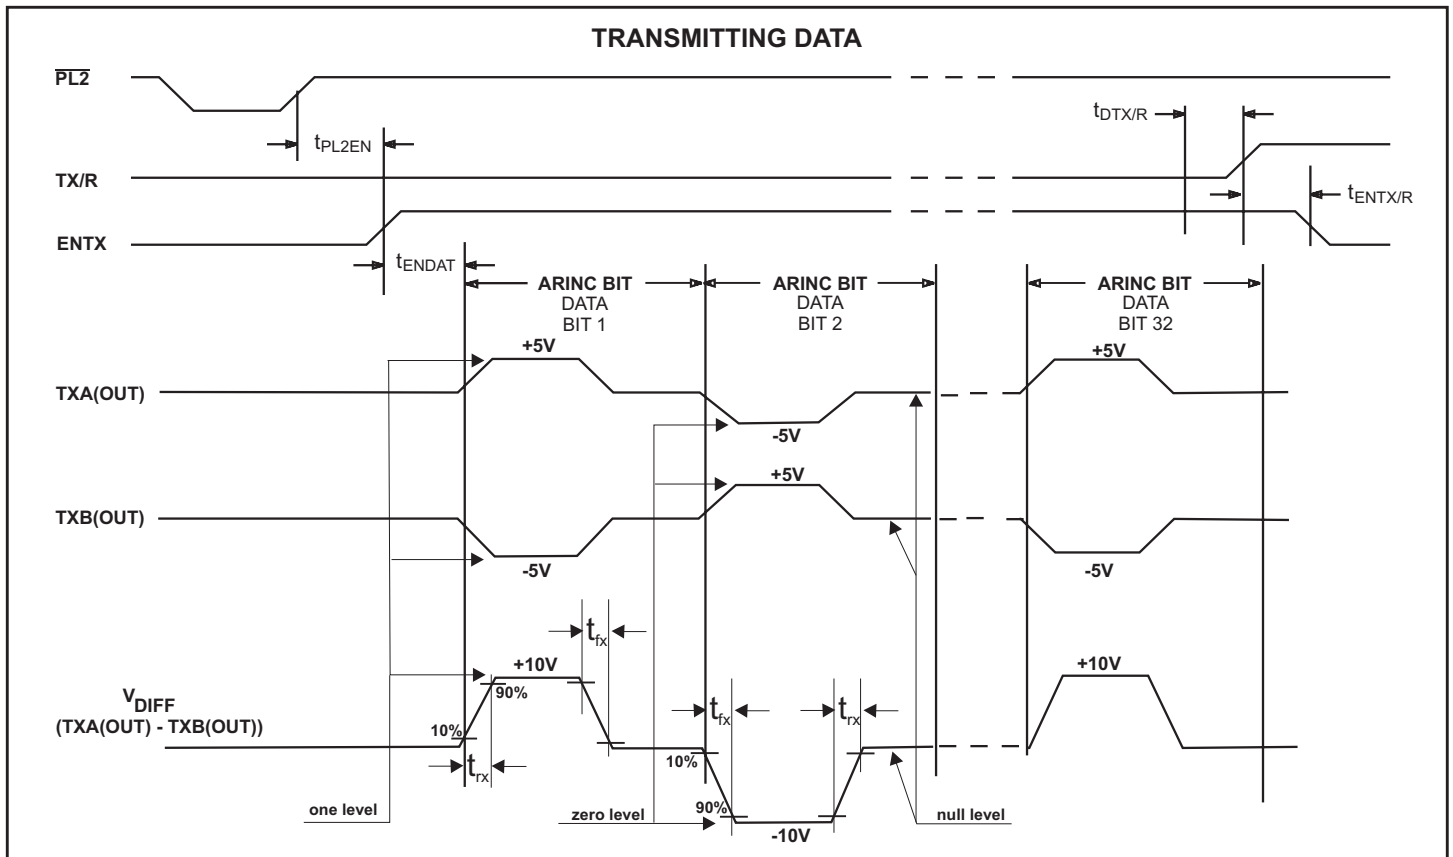 TRANSMITTING DATA
PL2
tDTX/R
tPL2EN
TX/R
tENTX/R
ENTX
tENDAT
ARINC BIT
DATA
BIT 1
ARINC BIT
DATA
BIT 2
ARINC BIT
DATA
BIT 32
+5V
+5V
TXA(OUT)
-5V
+5V
TXB(OUT)
-5V
-5V
tfx
+10V
+10V
90%
VDIFF
(TXA(OUT) - TXB(OUT))
10%
tfx
trx
10%
trx
90%
-10V
one level
zero level
null level